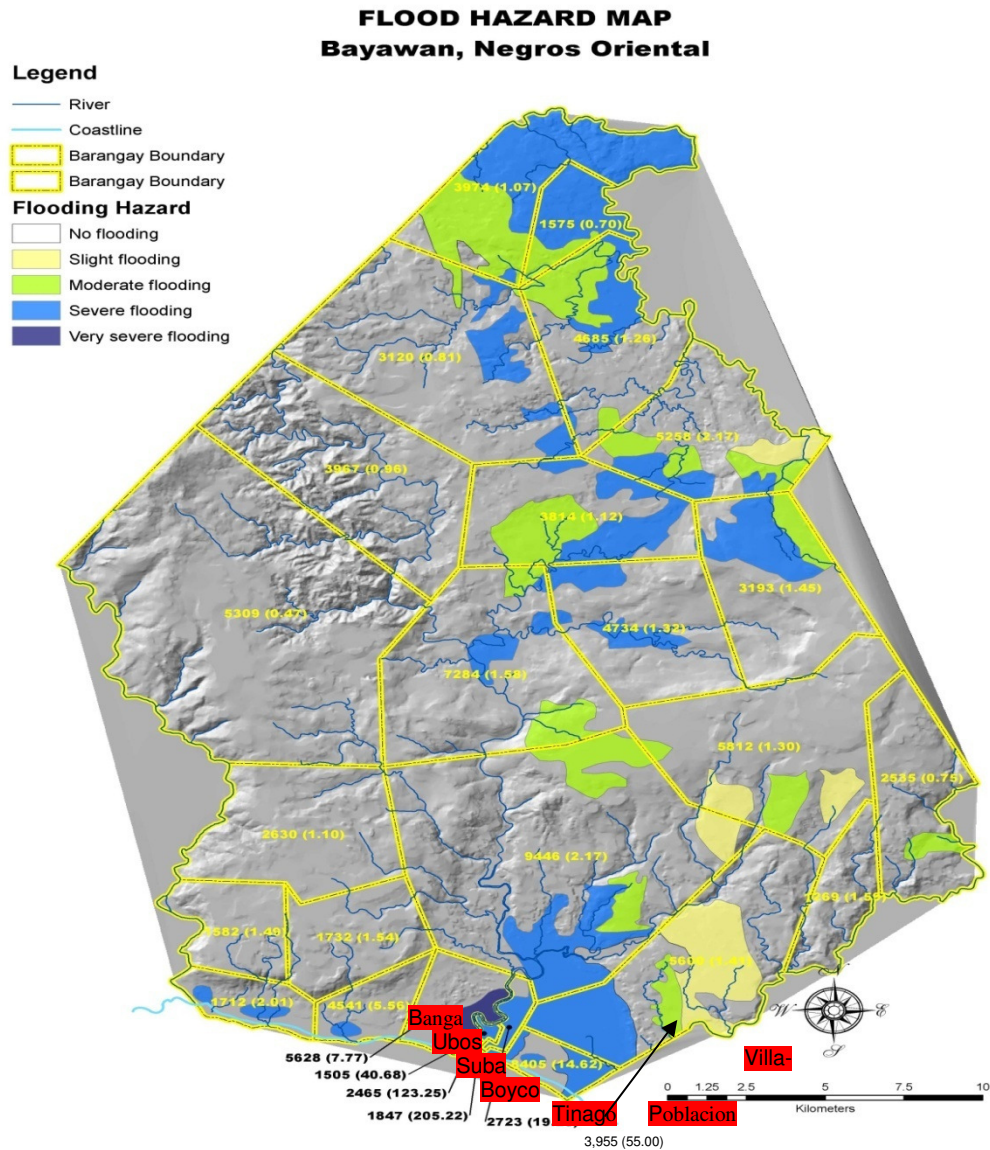 FLOOD HAZARD MAP
Bayawan, Negros Oriental
Legend
River
Coastline
Barangay Boundary
Barangay Boundary
Flooding Hazard
No flooding
Slight flooding
Moderate flooding
Severe flooding
Very severe flooding
3974 (1.07)
1575 (0.70)
4685 (1.26)
3120 (0.81)
5258 (2.17)
3967 (0.96)
3814 (1.12)
3193 (1.45)
5309 (0.47)
4734 (1.32)
7284 (1.58)
5812 (1.30)
2535 (0.75)
2630 (1.10)
9446 (2.17)
1732 (1.54)
1712 (2.01)
4541 (5.56)
Banga
Ubos
Suba
Boyco
Tinago
Poblacion
Villa-
5628 (7.77)
1505 (40.68)
2465 (123.25)
1847 (205.22)
2723 (19
(14.62)
3,955 (55.00)
W E
S
0 1.25 2.5 5 7.5 10
Kilometers